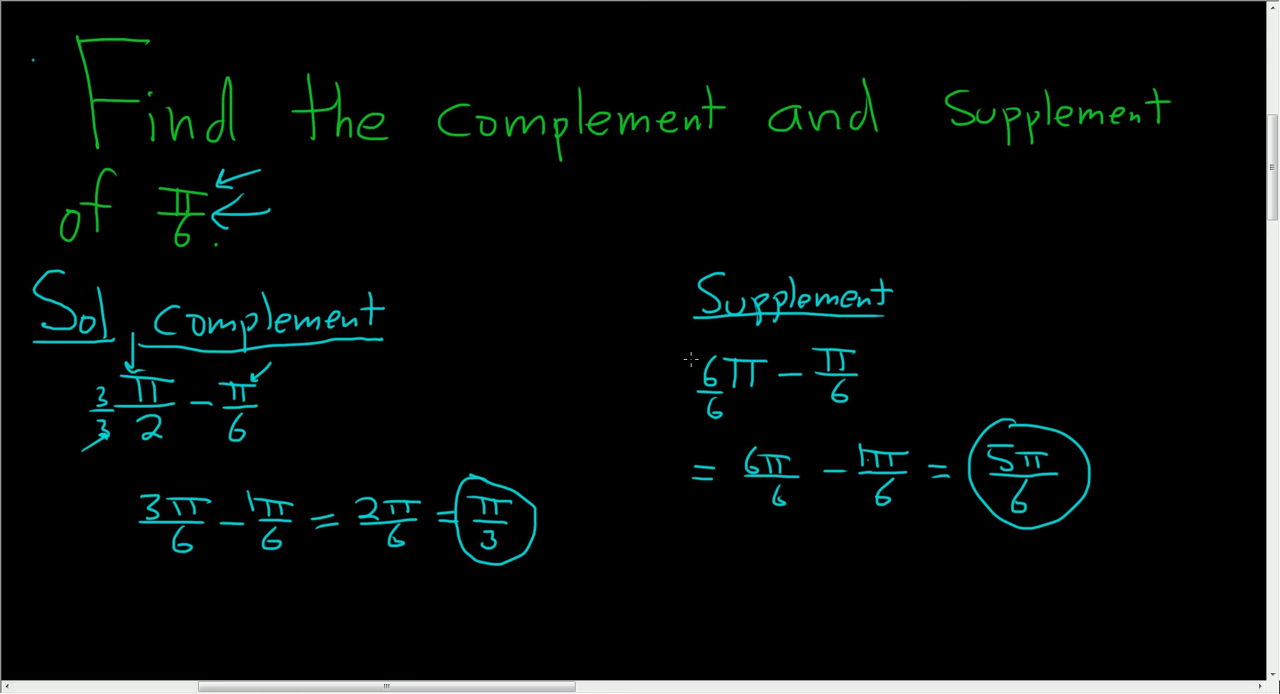 Find the complement and supplement
of π/6.
Sol Complement
3/3 π/2 − π/6
3π/6 − 1π/6 = 2π/6 = π/3
Supplement
6/6 π − π/6
= 6π/6 − 1π/6 = 5π/6